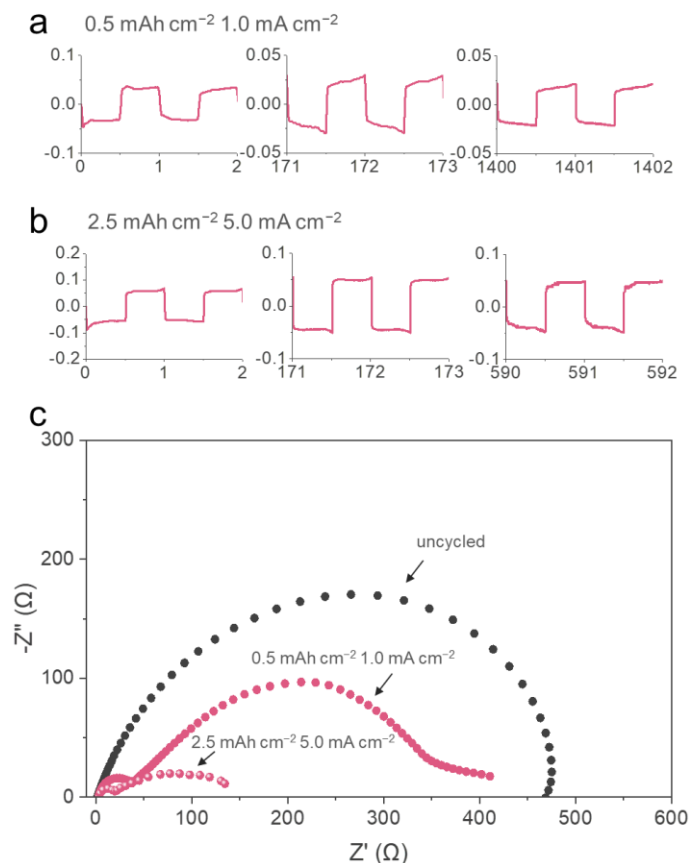 a
0.5 mAh cm⁻² 1.0 mA cm⁻²
0.1 0.05 0.05
0.0 0.00 0.00
-0.1 -0.05 -0.05
0 1 2 171 172 173 1400 1401 1402
b
2.5 mAh cm⁻² 5.0 mA cm⁻²
0.2 0.1 0.1
0.1
0.0 0.0 0.0
-0.1
-0.2 -0.1 -0.1
0 1 2 171 172 173 590 591 592
c
300
200
100
0
-Z" (Ω)
uncycled
0.5 mAh cm⁻² 1.0 mA cm⁻²
2.5 mAh cm⁻² 5.0 mA cm⁻²
0 100 200 300 400 500 600
Z' (Ω)